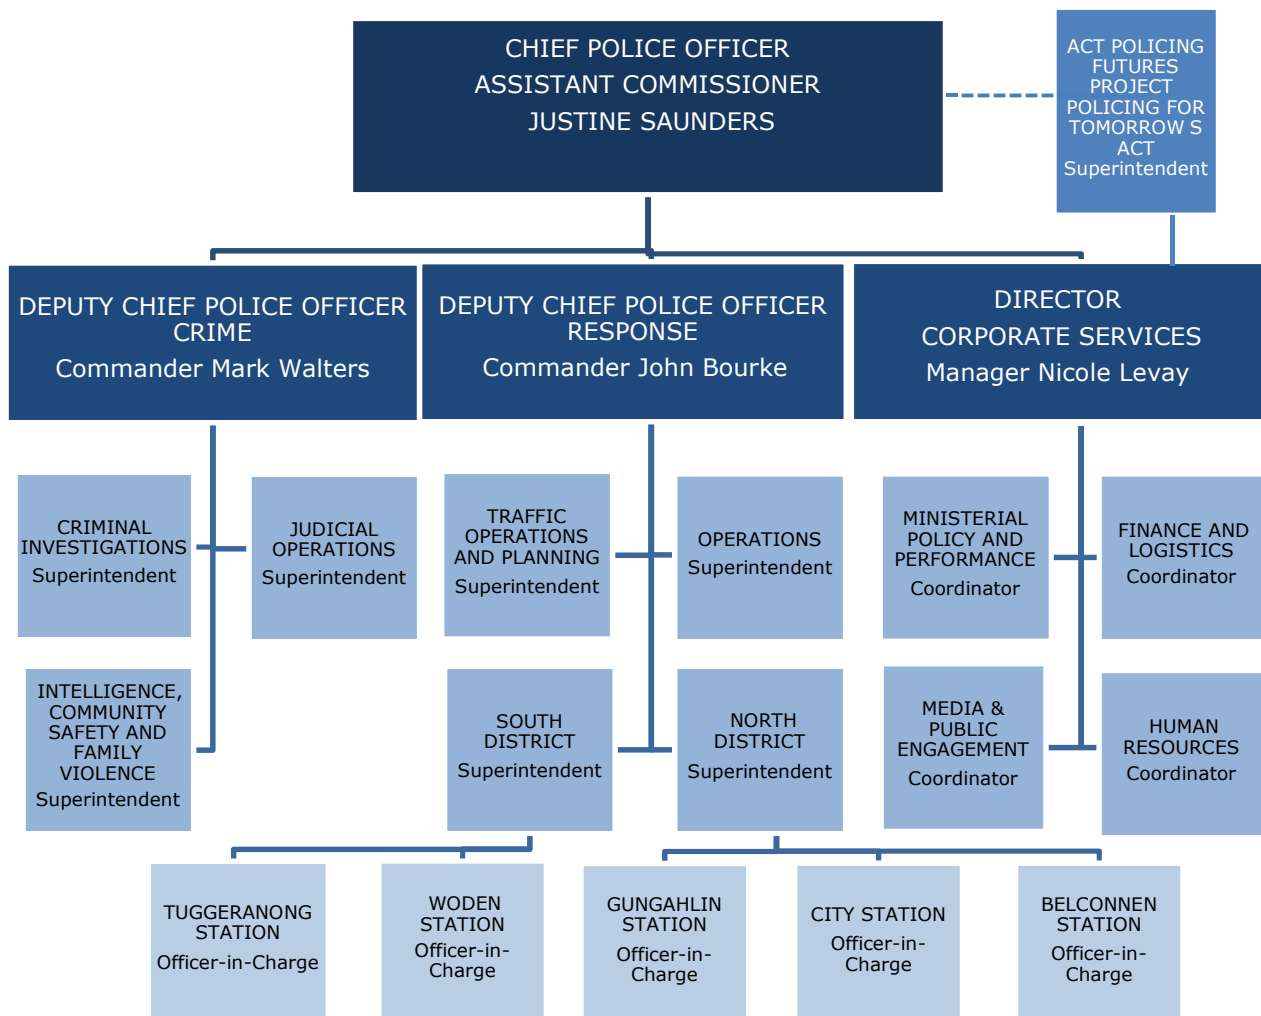 CHIEF POLICE OFFICER
ASSISTANT COMMISSIONER
JUSTINE SAUNDERS
ACT POLICING
FUTURES
PROJECT
POLICING FOR
TOMORROW S
ACT
Superintendent
DEPUTY CHIEF POLICE OFFICER
CRIME
Commander Mark Walters
DEPUTY CHIEF POLICE OFFICER
RESPONSE
Commander John Bourke
DIRECTOR
CORPORATE SERVICES
Manager Nicole Levay
CRIMINAL
INVESTIGATIONS
Superintendent
JUDICIAL
OPERATIONS
Superintendent
TRAFFIC
OPERATIONS
AND PLANNING
Superintendent
OPERATIONS
Superintendent
MINISTERIAL
POLICY AND
PERFORMANCE
Coordinator
FINANCE AND
LOGISTICS
Coordinator
INTELLIGENCE,
COMMUNITY
SAFETY AND
FAMILY
VIOLENCE
Superintendent
SOUTH
DISTRICT
Superintendent
NORTH
DISTRICT
Superintendent
MEDIA &
PUBLIC
ENGAGEMENT
Coordinator
HUMAN
RESOURCES
Coordinator
TUGGERANONG
STATION
Officer-in-Charge
WODEN
STATION
Officer-in-
Charge
GUNGAHLIN
STATION
Officer-in-
Charge
CITY STATION
Officer-in-
Charge
BELCONNEN
STATION
Officer-in-
Charge